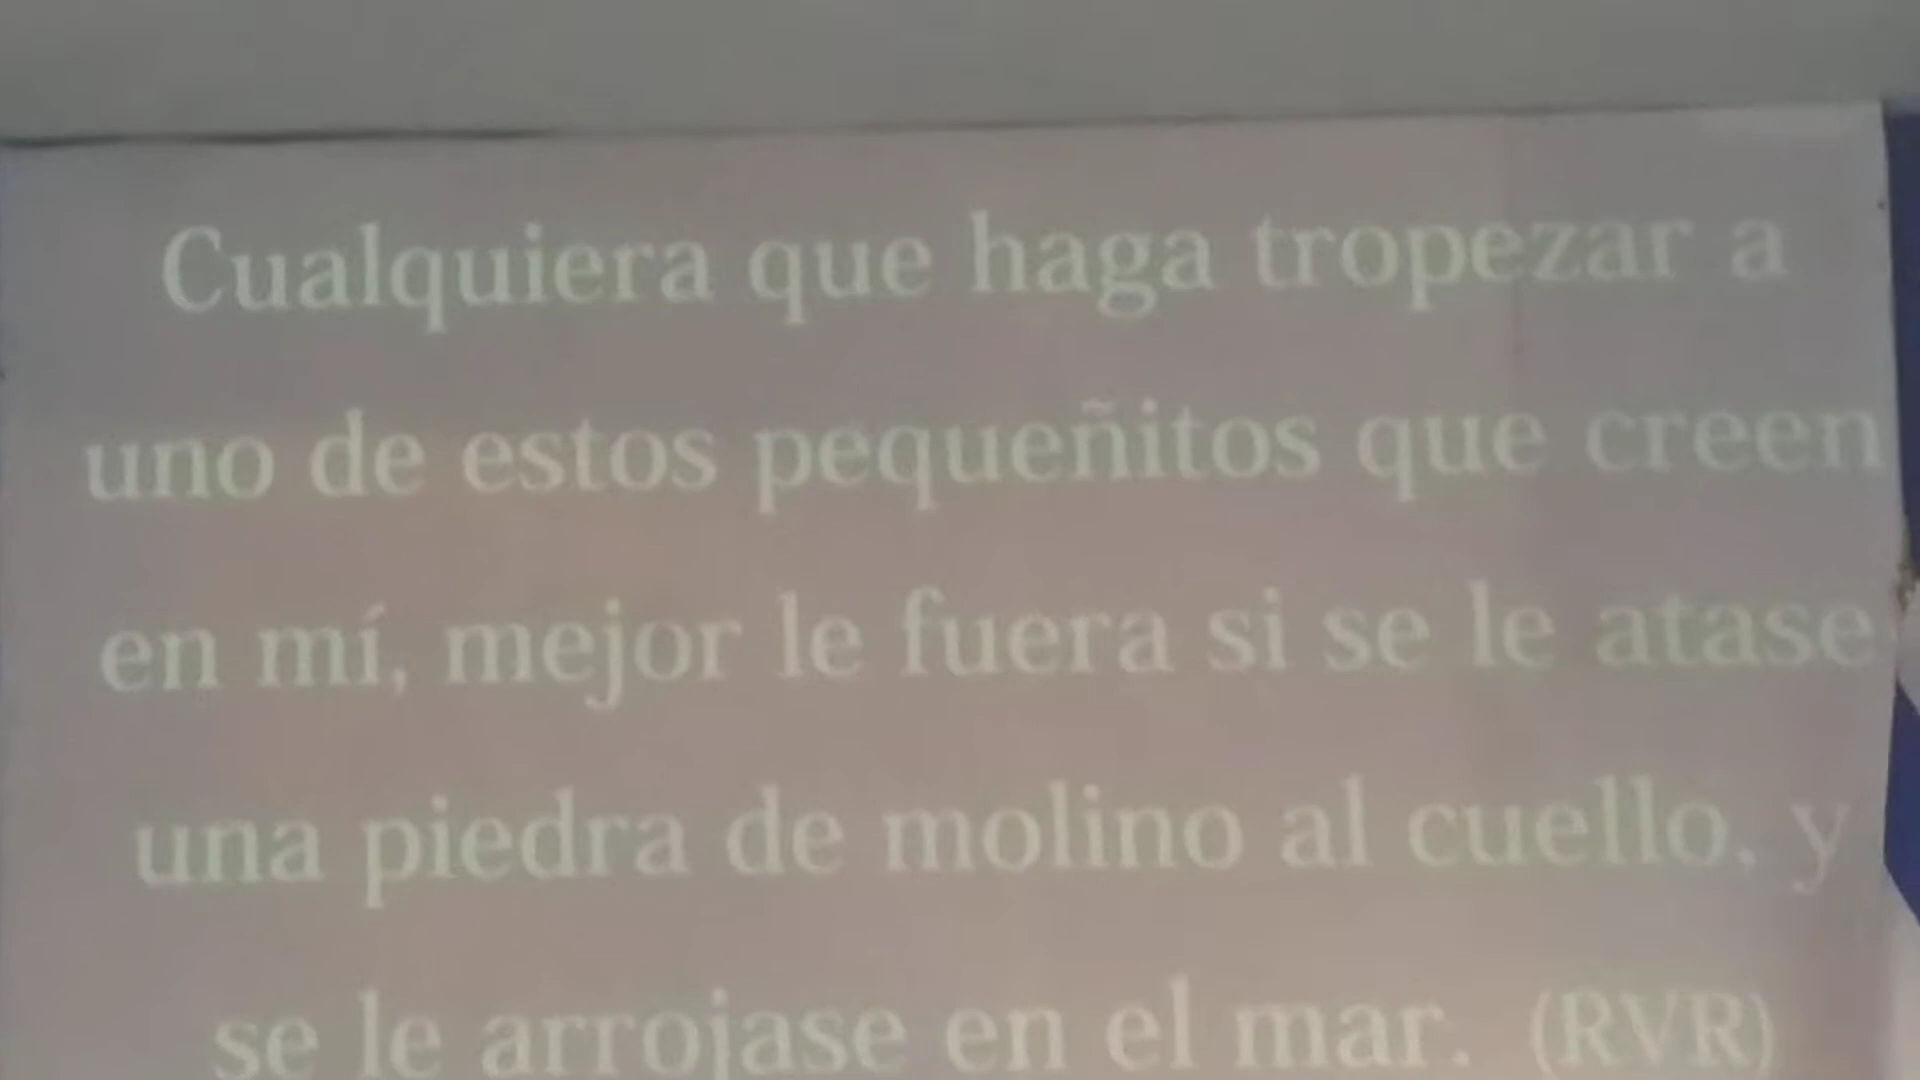 Cualquiera que haga tropezar a
uno de estos pequeñitos que creen
en mí, mejor le fuera si se le atase
una piedra de molino al cuello, y
se le arrojase en el mar. (RVR)